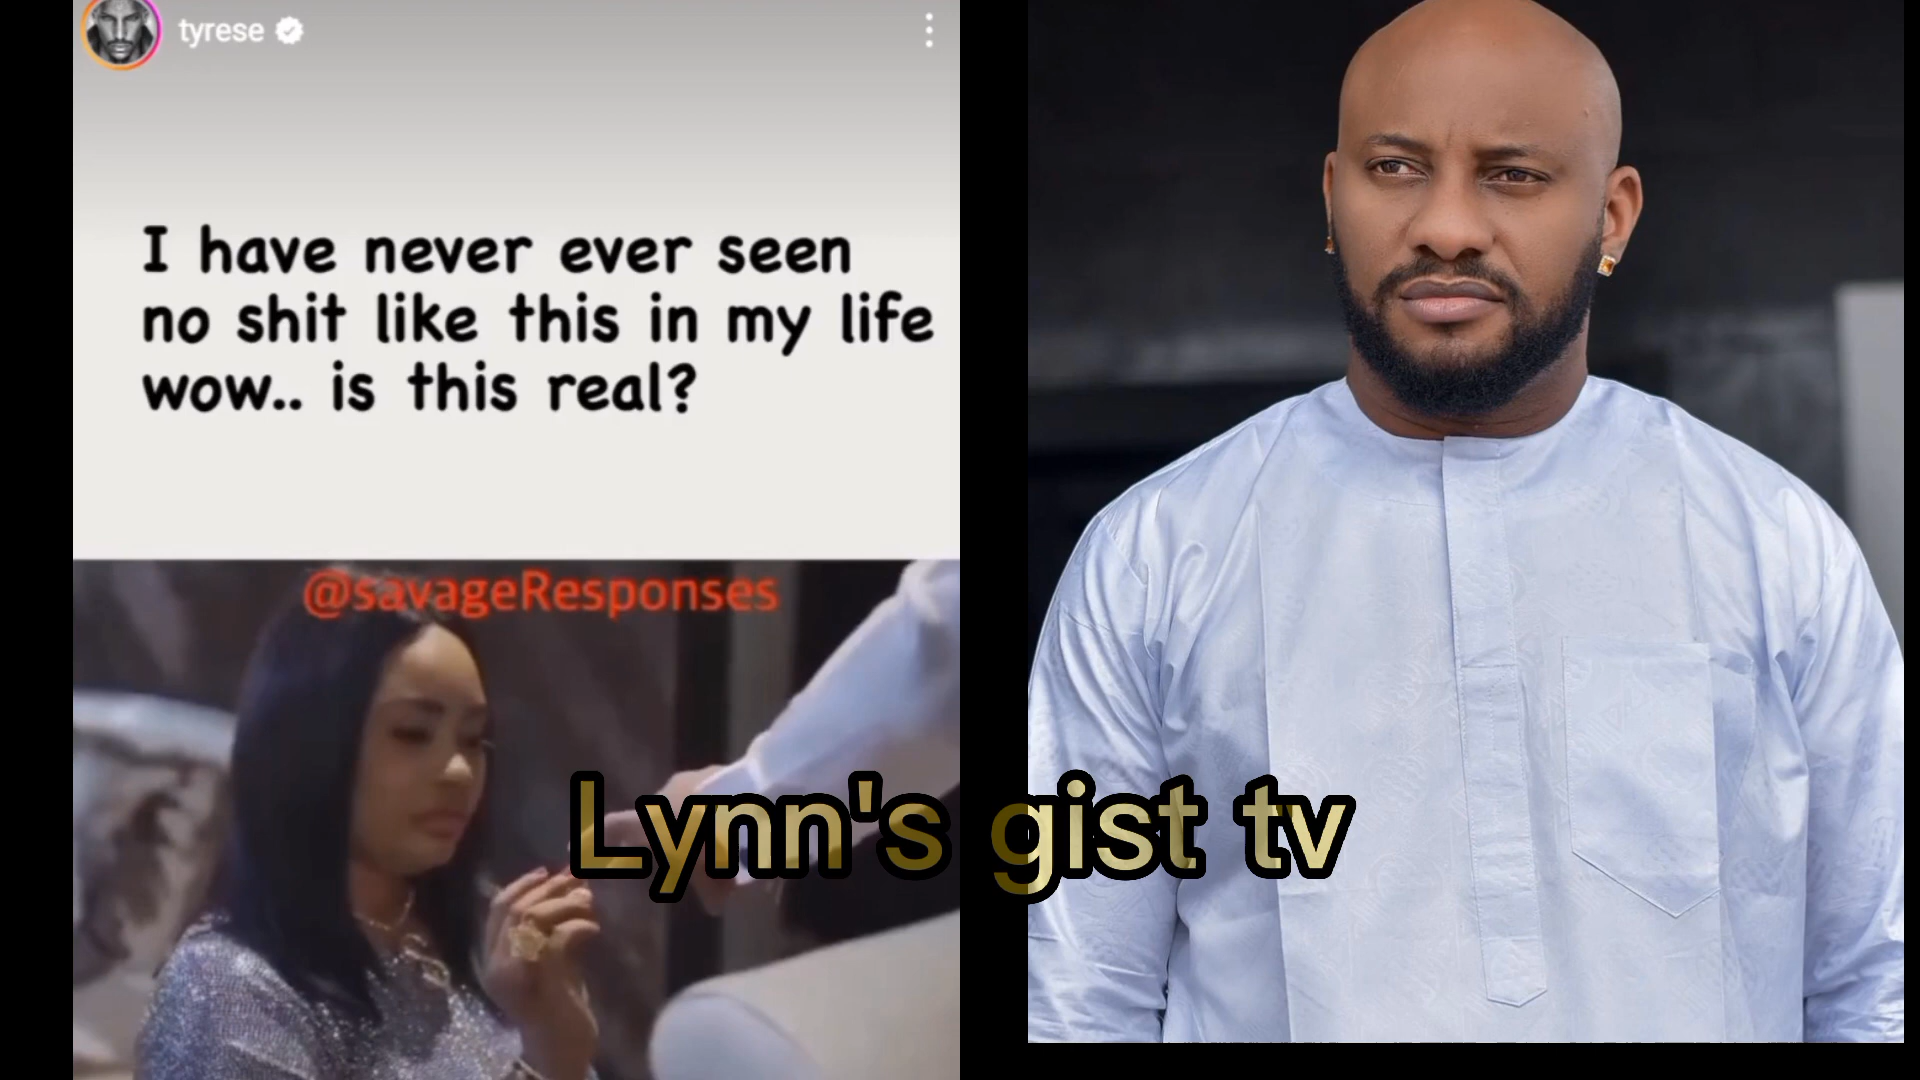 tyrese
I have never ever seen
no shit like this in my life
wow.. is this real?
@savageResponses
Lynn's gist tv